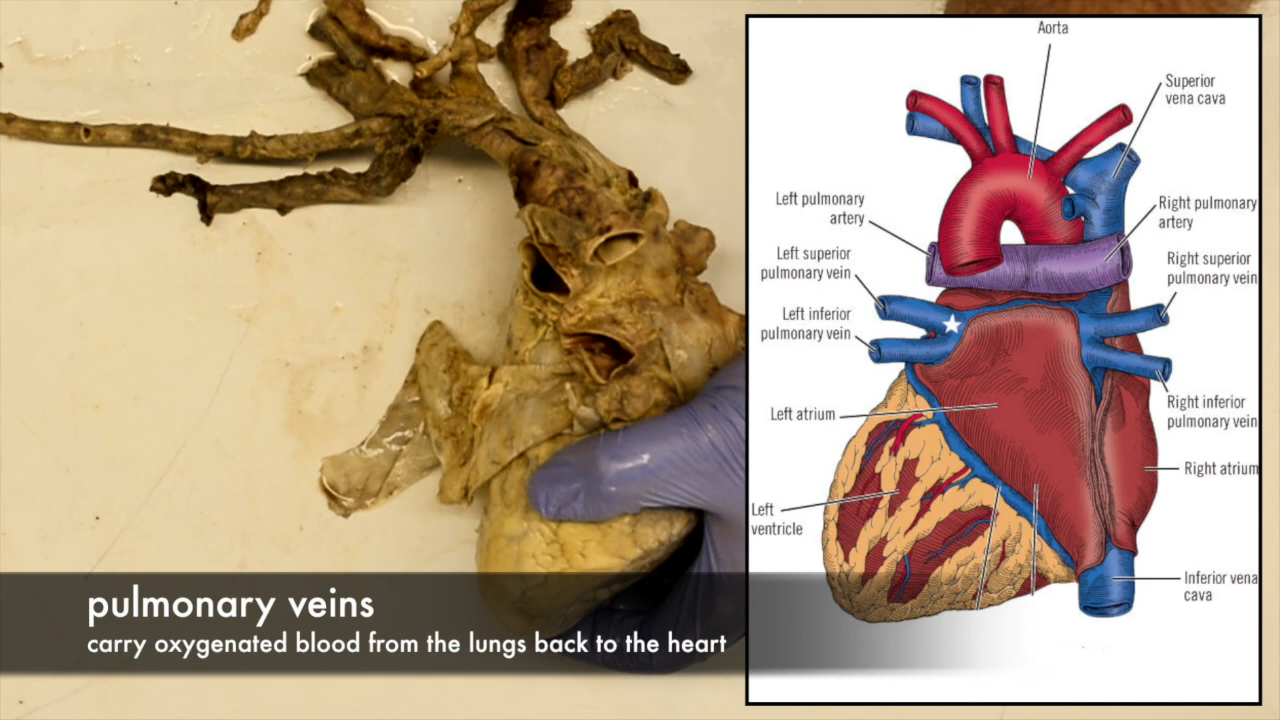 pulmonary veins
carry oxygenated blood from the lungs back to the heart
Aorta
Superior
vena cava
Left pulmonary
artery
Right pulmonary
artery
Left superior
pulmonary vein
Right superior
pulmonary vein
Left inferior
pulmonary vein
Left atrium
Right inferior
pulmonary vein
Right atrium
Left
ventricle
Inferior vena
cava